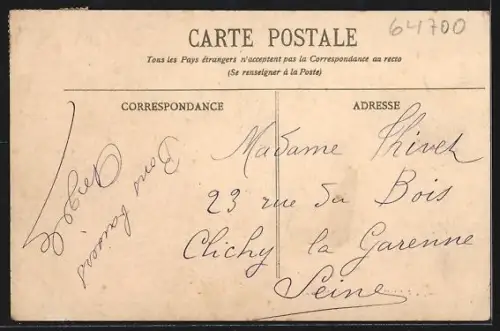 64700
CARTE POSTALE
Tous les Pays étrangers n'acceptent pas la Correspondance au recto
(Se renseigner à la Poste)
CORRESPONDANCE
ADRESSE
Bons baisers
Madame Thivet
23 rue du Bois
Clichy la Garenne
Seine